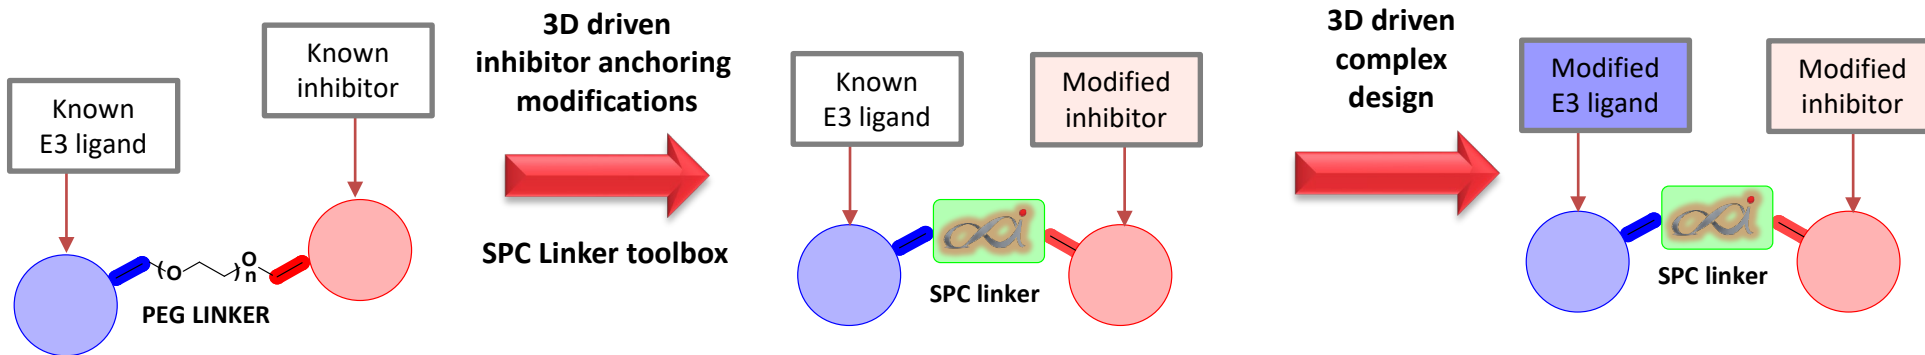 Known
E3 ligand
Known
inhibitor
O
O
n
PEG LINKER
3D driven
inhibitor anchoring
modifications
SPC Linker toolbox
Known
E3 ligand
Modified
inhibitor
SPC linker
3D driven
complex
design
Modified
E3 ligand
Modified
inhibitor
SPC linker